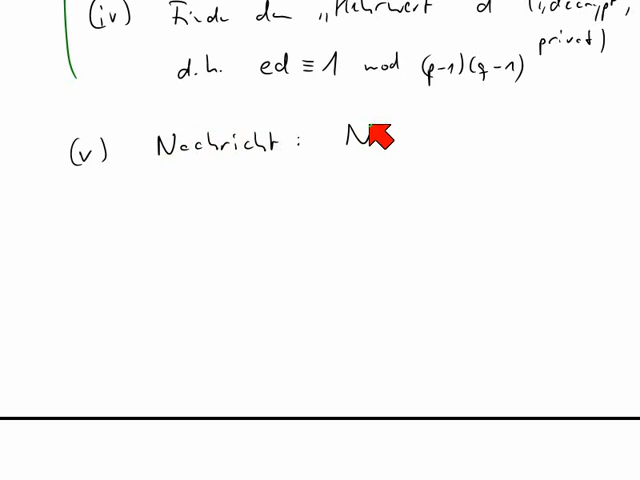 (iv) Finde den „Kehrwert d („decrypt",
privat)
d.h. ed ≡ 1 mod (p-1)(q-1)
(v) Nachricht : N